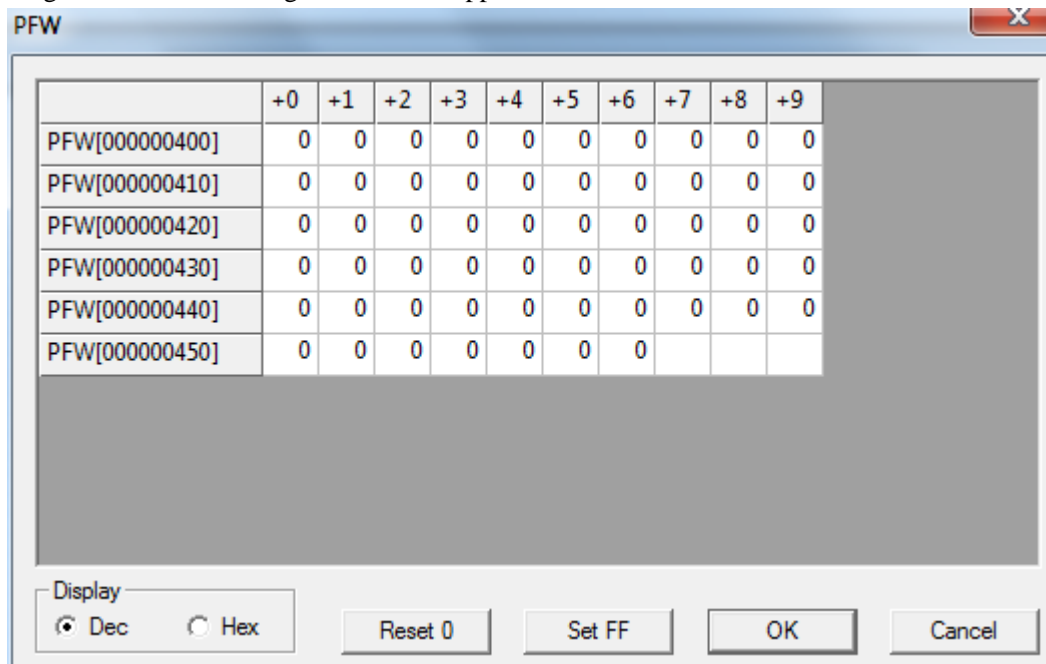 PFW
X
+0 +1 +2 +3 +4 +5 +6 +7 +8 +9
PFW[000000400] 0 0 0 0 0 0 0 0 0 0
PFW[000000410] 0 0 0 0 0 0 0 0 0 0
PFW[000000420] 0 0 0 0 0 0 0 0 0 0
PFW[000000430] 0 0 0 0 0 0 0 0 0 0
PFW[000000440] 0 0 0 0 0 0 0 0 0 0
PFW[000000450] 0 0 0 0 0 0 0
Display
Dec Hex Reset 0 Set FF OK Cancel